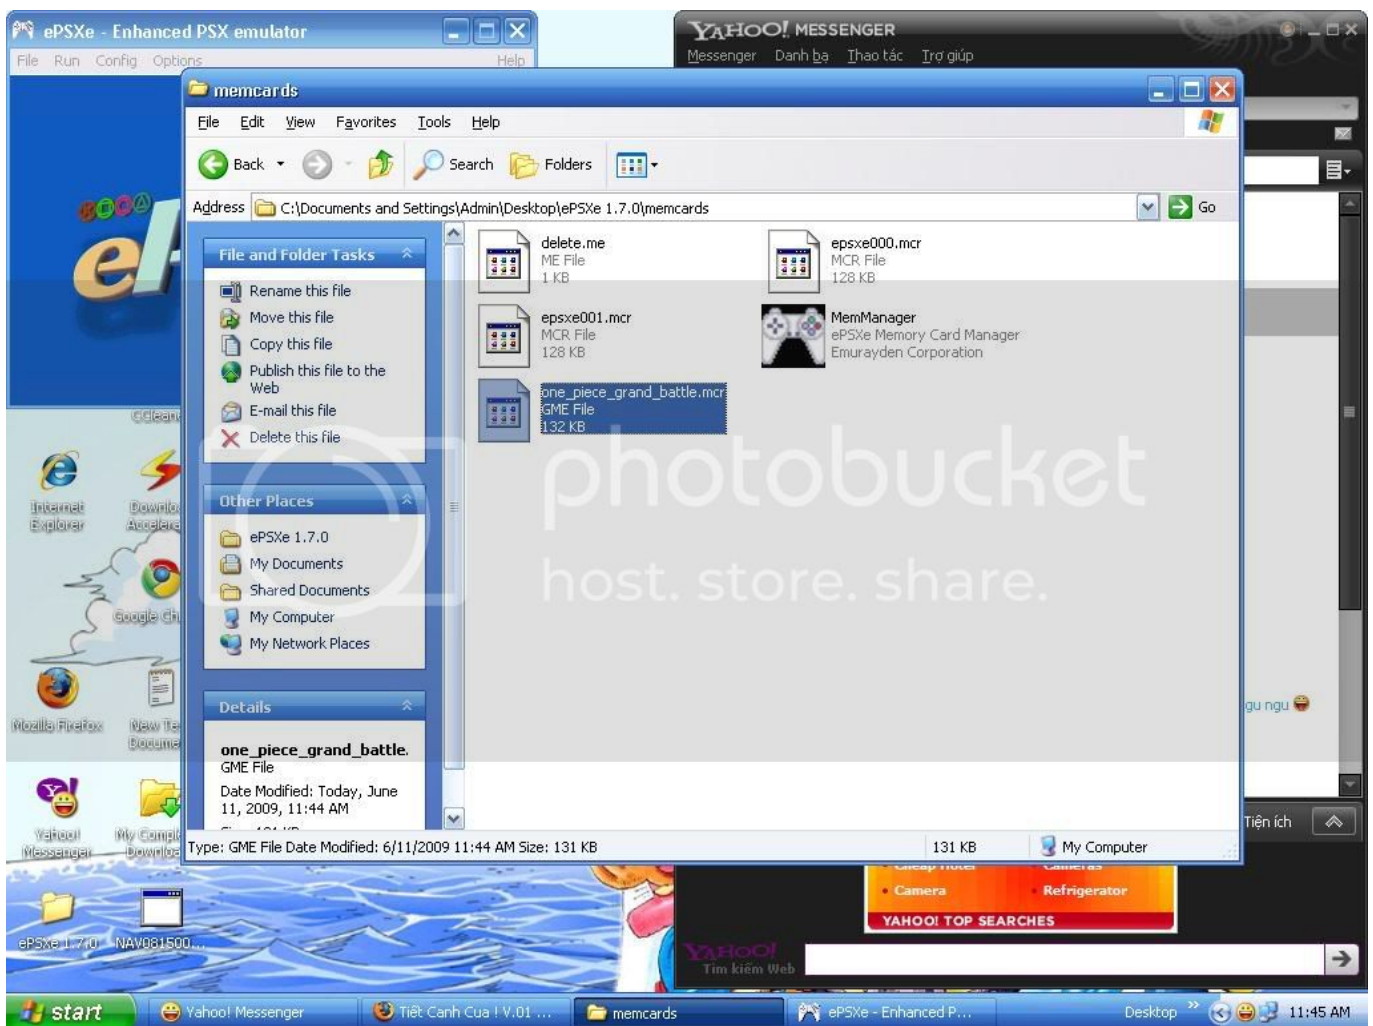 ePSXe - Enhanced PSX emulator
File Run Config Options Help
YAHOO! MESSENGER
Messenger Danh bạ Thao tác Trợ giúp
memcards
File Edit View Favorites Tools Help
Back Search Folders
Address C:\Documents and Settings\Admin\Desktop\ePSXe 1.7.0\memcards Go
File and Folder Tasks
Rename this file
Move this file
Copy this file
Publish this file to the
Web
E-mail this file
Delete this file
Other Places
ePSXe 1.7.0
My Documents
Shared Documents
My Computer
My Network Places
Details
one_piece_grand_battle.
GME File
Date Modified: Today, June
11, 2009, 11:44 AM
delete.me
ME File
1 KB
epsxe000.mcr
MCR File
128 KB
epsxe001.mcr
MCR File
128 KB
MemManager
ePSXe Memory Card Manager
Emurayden Corporation
one_piece_grand_battle.mcr
GME File
132 KB
photobucket
host. store. share.
Type: GME File Date Modified: 6/11/2009 11:44 AM Size: 131 KB
131 KB
My Computer
Internet
Explorer
Google Ch
Mozilla Firefox
New Te
Docume
Yahoo!
Messenger
My Compl
Downloa
ePSXe 1.7.0
NAV081500...
gu ngu
Tiện ích
Camera
Refrigerator
YAHOO! TOP SEARCHES
YAHOO!
Tìm kiếm Web
start
Yahoo! Messenger
Tiết Canh Cua ! V.01 ...
memcards
ePSXe - Enhanced P...
Desktop »
11:45 AM